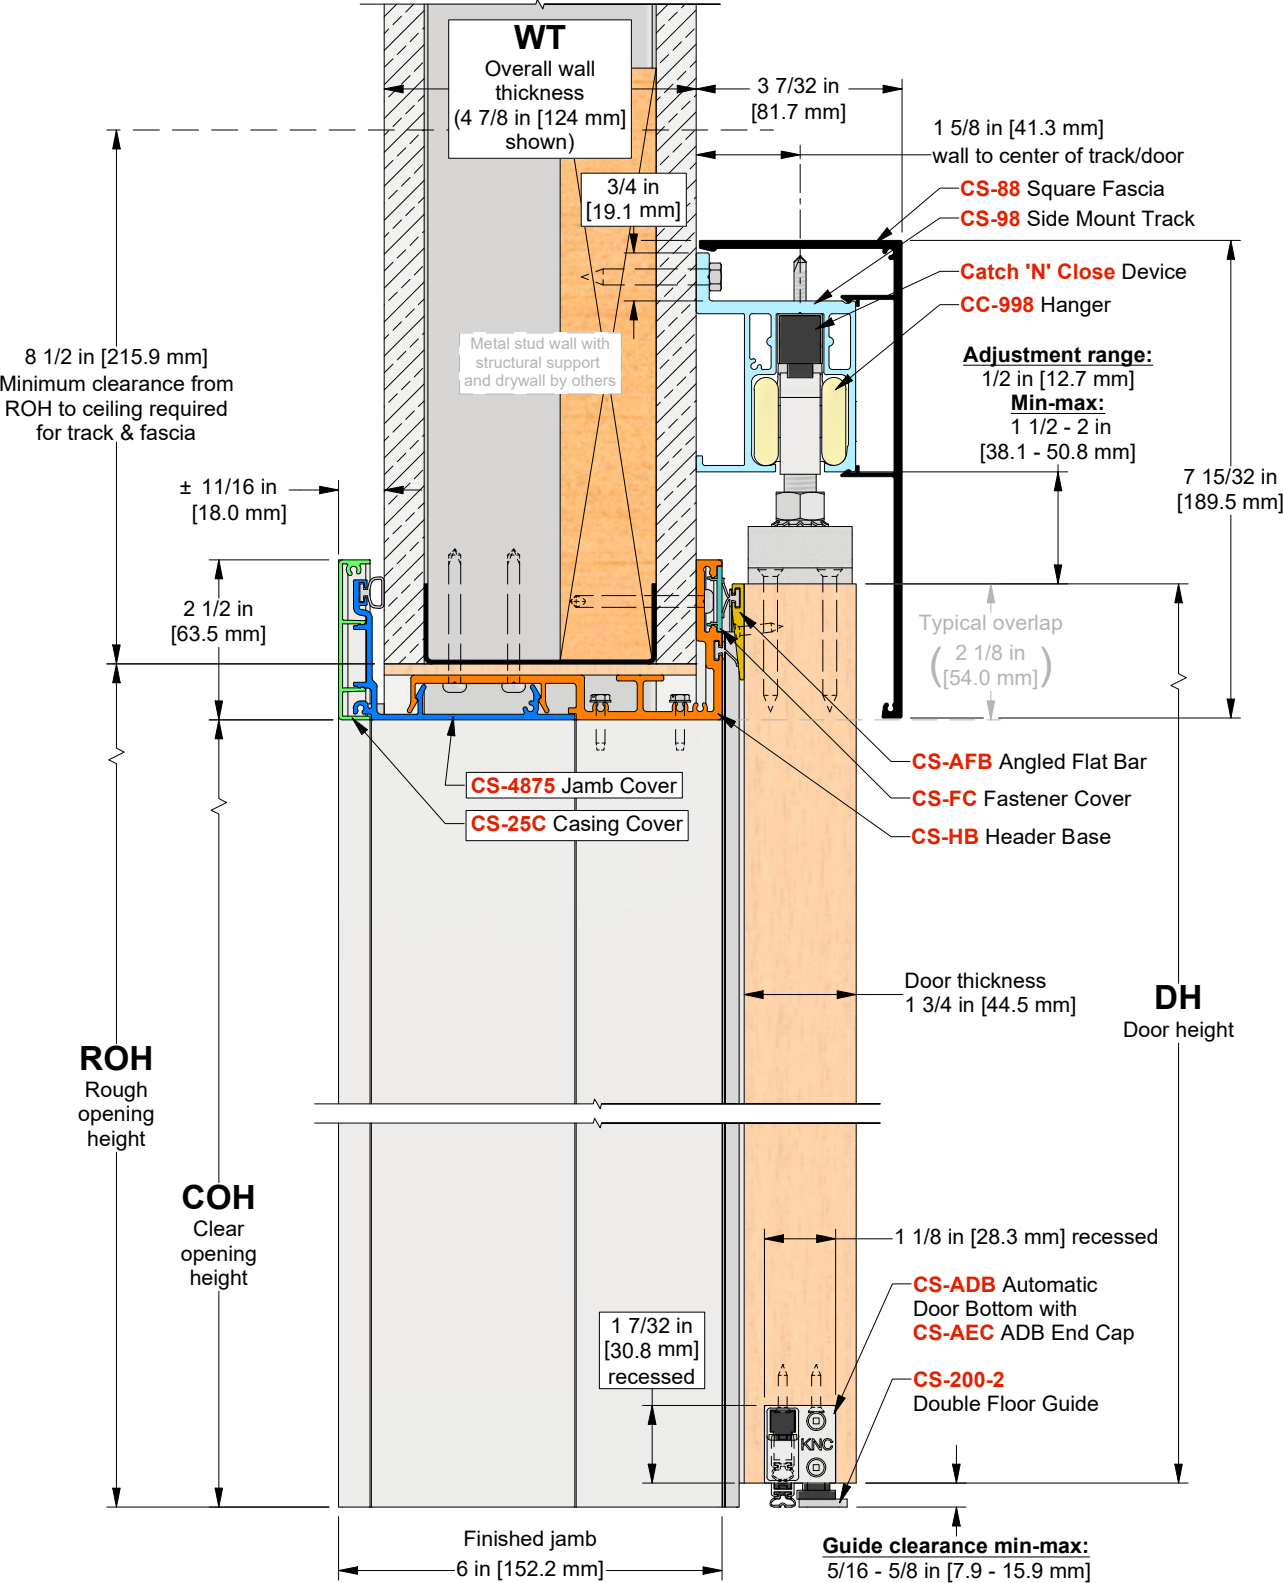 WT
Overall wall
thickness
(4 7/8 in [124 mm]
shown)
3 7/32 in
[81.7 mm]
1 5/8 in [41.3 mm]
wall to center of track/door
3/4 in
[19.1 mm]
CS-88 Square Fascia
CS-98 Side Mount Track
Catch 'N' Close Device
CC-998 Hanger
Adjustment range:
1/2 in [12.7 mm]
Min-max:
1 1/2 - 2 in
[38.1 - 50.8 mm]
Metal stud wall with
structural support
and drywall by others
8 1/2 in [215.9 mm]
Minimum clearance from
ROH to ceiling required
for track & fascia
± 11/16 in
[18.0 mm]
7 15/32 in
[189.5 mm]
2 1/2 in
[63.5 mm]
Typical overlap
(2 1/8 in
[54.0 mm])
CS-4875 Jamb Cover
CS-25C Casing Cover
CS-AFB Angled Flat Bar
CS-FC Fastener Cover
CS-HB Header Base
Door thickness
1 3/4 in [44.5 mm]
DH
Door height
ROH
Rough
opening
height
COH
Clear
opening
height
1 1/8 in [28.3 mm] recessed
CS-ADB Automatic
Door Bottom with
CS-AEC ADB End Cap
1 7/32 in
[30.8 mm]
recessed
CS-200-2
Double Floor Guide
KNC
Finished jamb
6 in [152.2 mm]
Guide clearance min-max:
5/16 - 5/8 in [7.9 - 15.9 mm]